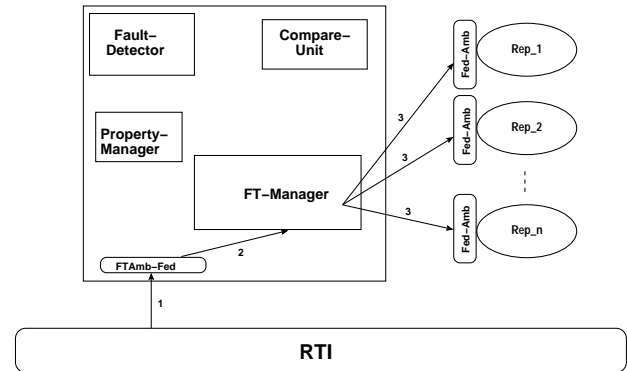 Fault–
Detector
Compare–
Unit
Fed–Amb
Rep_1
3
Property–
Manager
3
Fed–Amb
Rep_2
FT–Manager
3
Fed–Amb
Rep_n
2
FTAmb–Fed
1
RTI